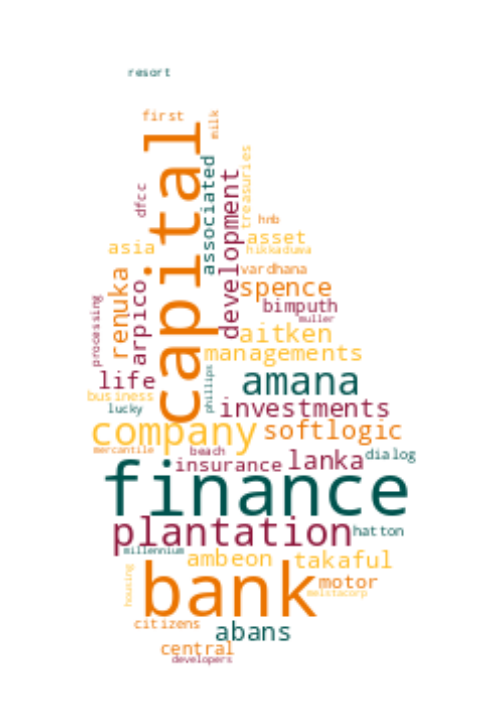 resort
first
milk
capital
associated
treasuries
dfcc
development
hnb
asset
asia
hikkaduwa
vardhana
renuka
arpico
spence
processing
bimputh
muller
aitken
managements
life
phillips
amana
business
lucky
investments
company
softlogic
mercantile
beach
dialog
insurance
lanka
finance
plantation
hatton
millennium
ambeon
takaful
housing
bank
motor
melstacorp
citizens
abans
central
developers